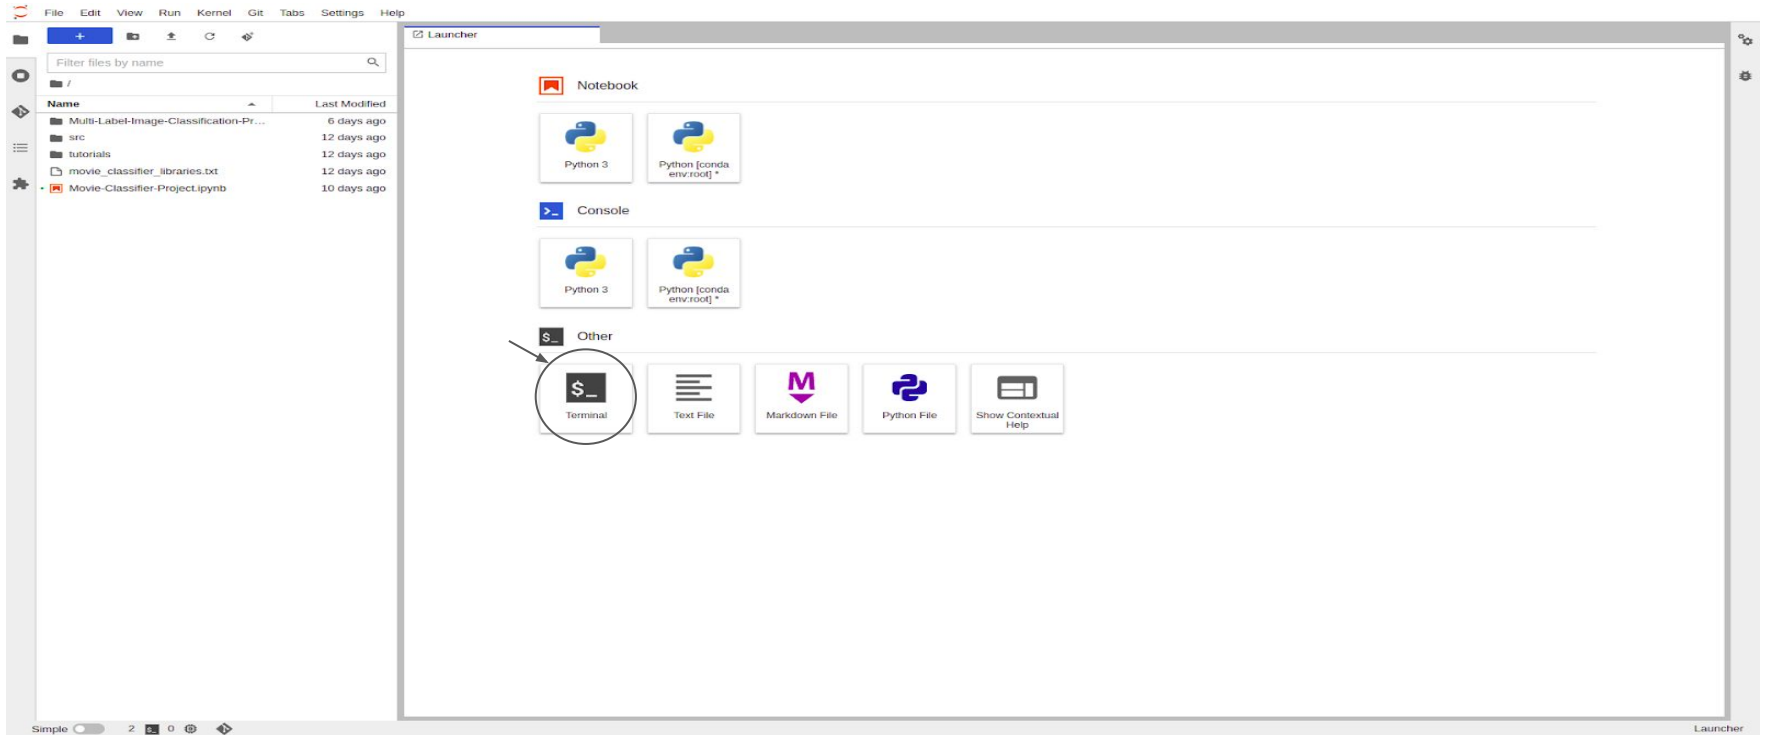 File Edit View Run Kernel Git Tabs Settings Help
+
Filter files by name
/
Name Last Modified
Multi-Label-Image-Classification-Pr... 6 days ago
src 12 days ago
tutorials 12 days ago
movie_classifier_libraries.txt 12 days ago
Movie-Classifier-Project.ipynb 10 days ago
Launcher
Notebook
Python 3
Python [conda
env:root] *
>_ Console
Python 3
Python [conda
env:root] *
$_ Other
$_
Terminal
Text File
M
Markdown File
Python File
Show Contextual
Help
Simple 2 $_ 0
Launcher